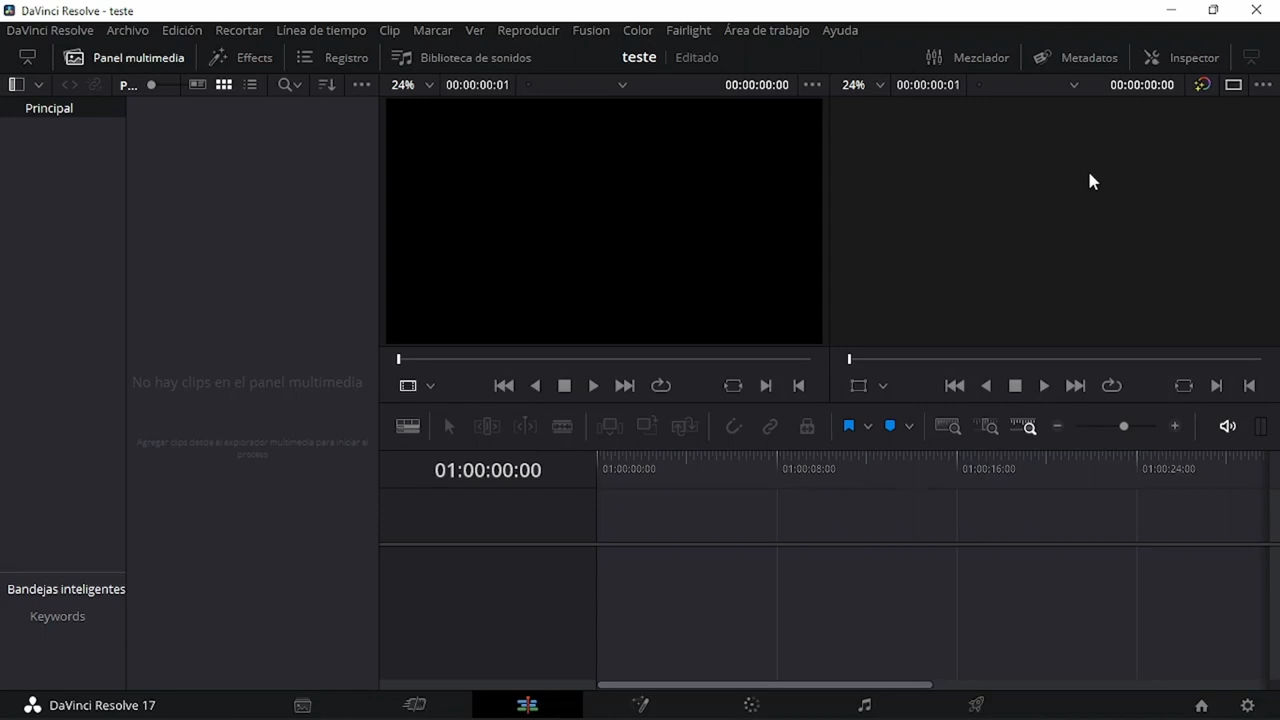 DaVinci Resolve - teste
DaVinci Resolve Archivo Edición Recortar Línea de tiempo Clip Marcar Ver Reproducir Fusion Color Fairlight Área de trabajo Ayuda
Panel multimedia Effects Registro Biblioteca de sonidos teste Editado Mezclador Metadatos Inspector
P... 24% 00:00:00:01 00:00:00:00 24% 00:00:00:01 00:00:00:00
Principal
No hay clips en el panel multimedia
Agregar clips desde el explorador multimedia para iniciar el
proceso
01:00:00:00
01:00:00:00 01:00:08:00 01:00:16:00 01:00:24:00
Bandejas inteligentes
Keywords
DaVinci Resolve 17